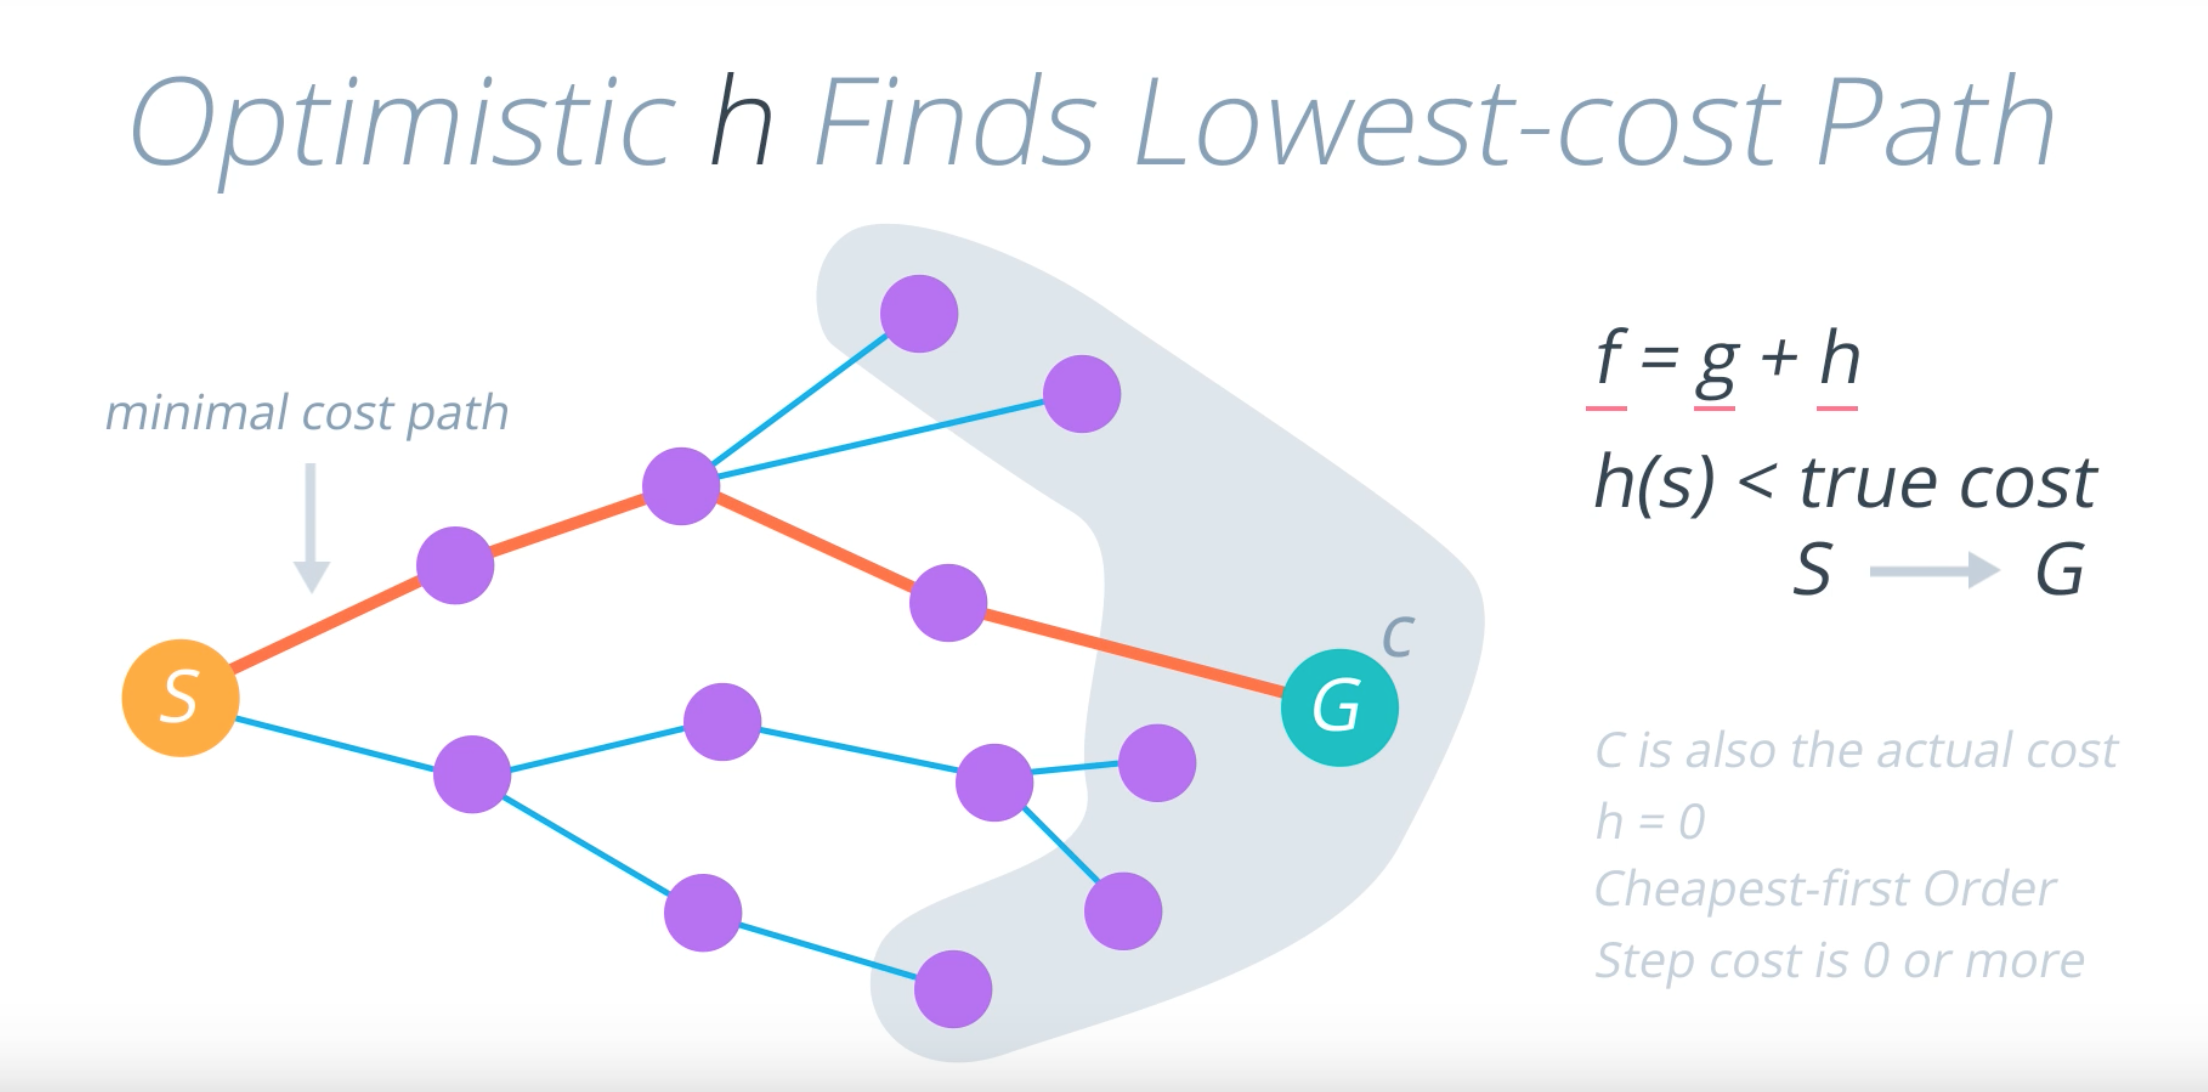 Optimistic h Finds Lowest-cost Path
minimal cost path
S
G
c
f = g + h
h(s) < true cost
S G
C is also the actual cost
h = 0
Cheapest-first Order
Step cost is 0 or more